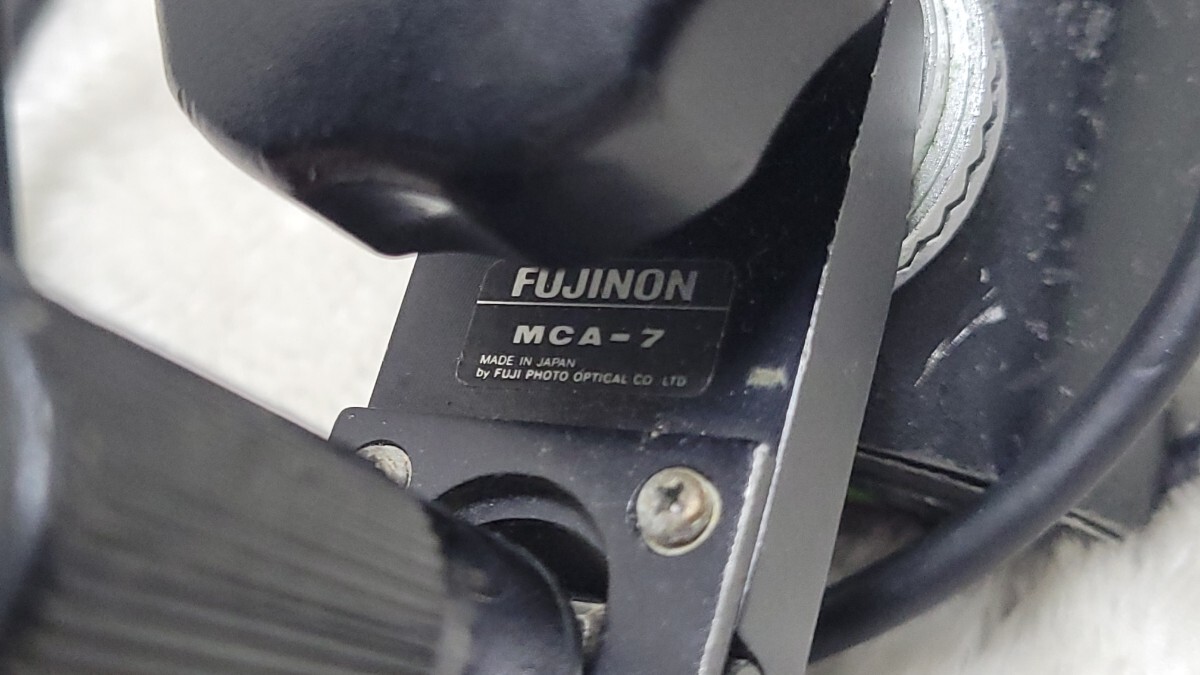 FUJINON
MCA-7
MADE IN JAPAN
by FUJI PHOTO OPTICAL CO LTD